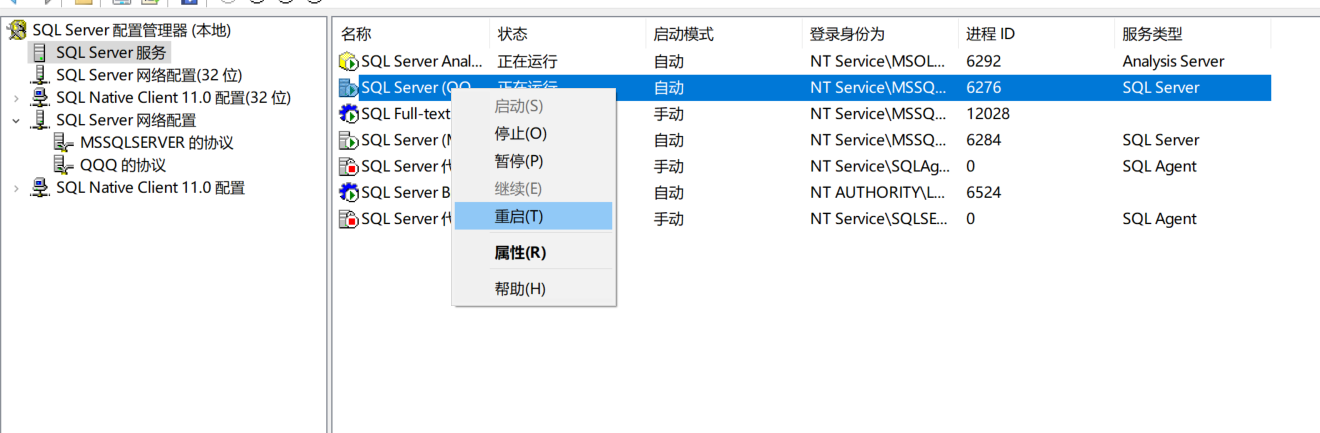 SQL Server 配置管理器 (本地)
SQL Server 服务
SQL Server 网络配置(32 位)
SQL Native Client 11.0 配置(32 位)
SQL Server 网络配置
MSSQLSERVER 的协议
QQQ 的协议
SQL Native Client 11.0 配置
名称 状态 启动模式 登录身份为 进程 ID 服务类型
SQL Server Anal... 正在运行 自动 NT Service\MSOL... 6292 Analysis Server
SQL Server (QQ 正在运行 自动 NT Service\MSSQ... 6276 SQL Server
SQL Full-text 手动 NT Service\MSSQ... 12028
SQL Server (M 自动 NT Service\MSSQ... 6284 SQL Server
SQL Server 代 手动 NT Service\SQLAg... 0 SQL Agent
SQL Server B 自动 NT AUTHORITY\L... 6524
SQL Server 代 手动 NT Service\SQLSE... 0 SQL Agent
启动(S)
停止(O)
暂停(P)
继续(E)
重启(T)
属性(R)
帮助(H)